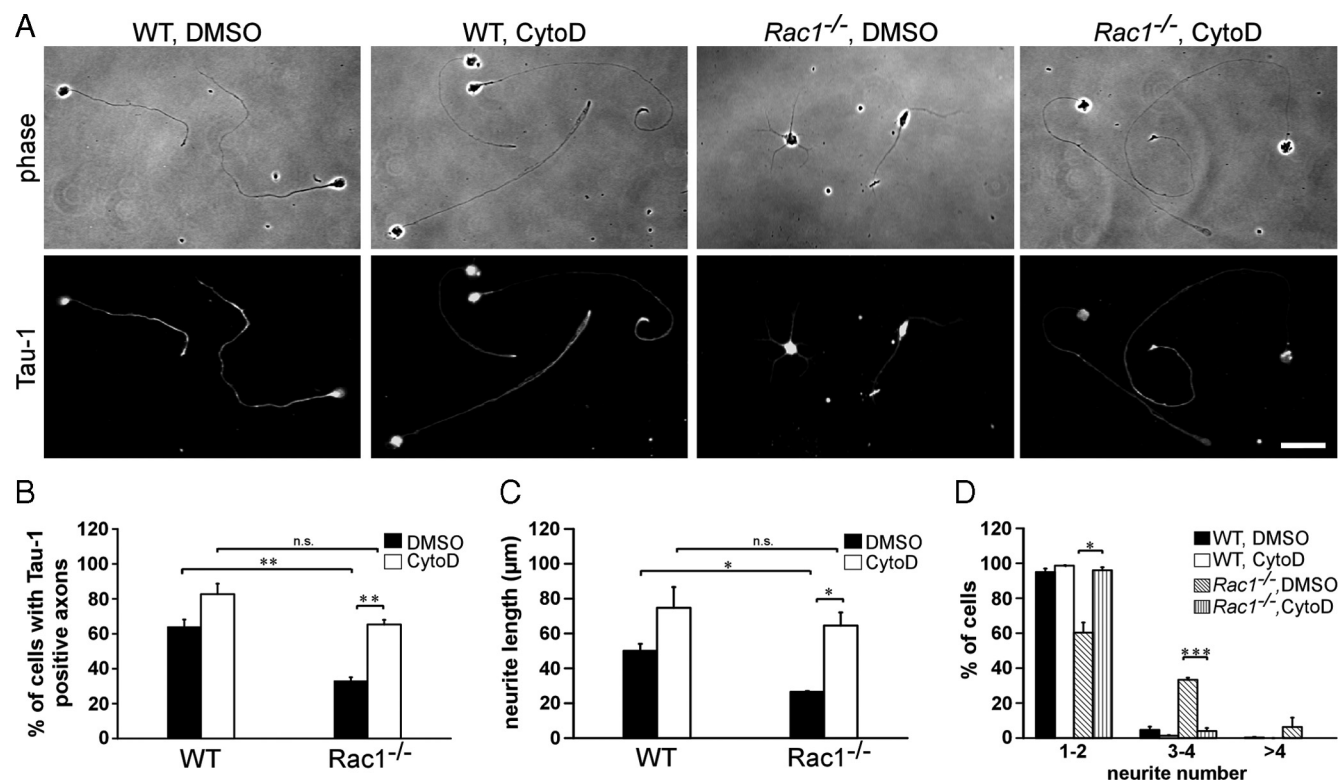 A
WT, DMSO
WT, CytoD
Rac1-/-, DMSO
Rac1-/-, CytoD
phase
Tau-1
B
% of cells with Tau-1
positive axons
120
100
80
60
40
20
0
n.s.
**
**
DMSO
CytoD
WT
Rac1-/-
C
neurite length (µm)
120
100
80
60
40
20
0
n.s.
*
*
DMSO
CytoD
WT
Rac1-/-
D
% of cells
120
100
80
60
40
20
0
*
***
WT, DMSO
WT, CytoD
Rac1-/-,DMSO
Rac1-/-,CytoD
1-2
3-4
>4
neurite number